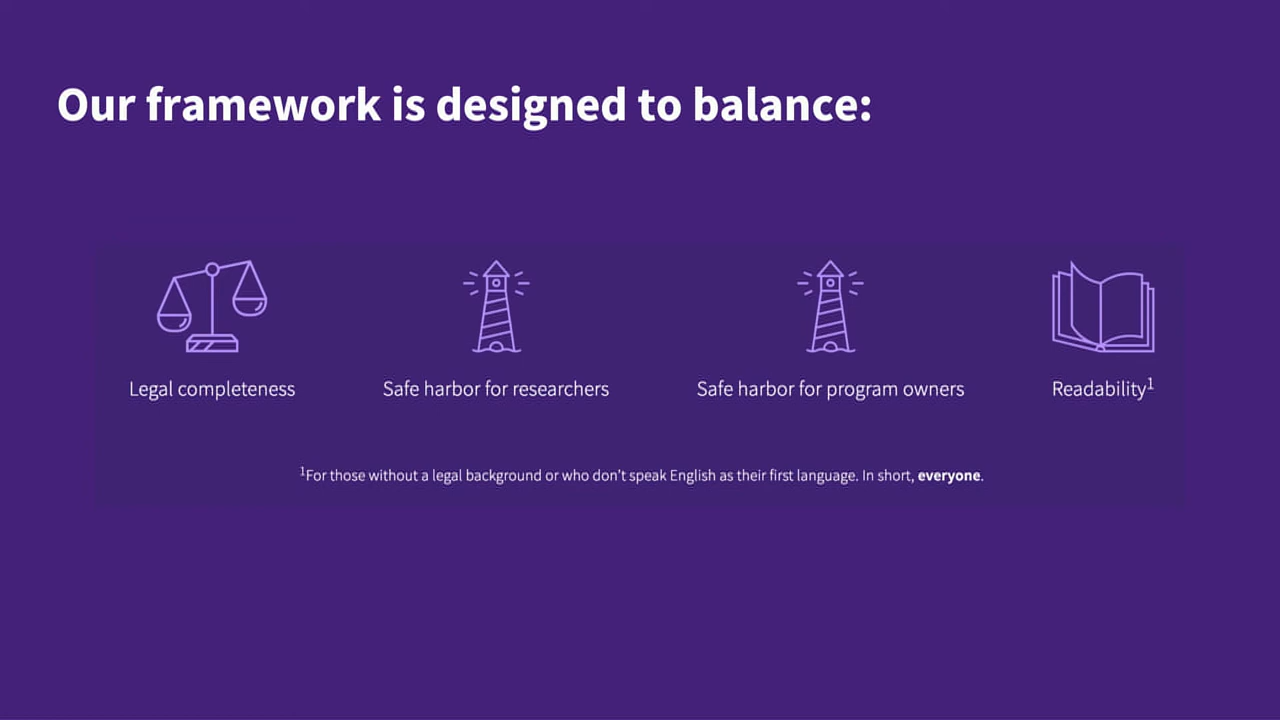 Our framework is designed to balance:
Legal completeness
Safe harbor for researchers
Safe harbor for program owners
Readability¹
¹For those without a legal background or who don’t speak English as their first language. In short, everyone.